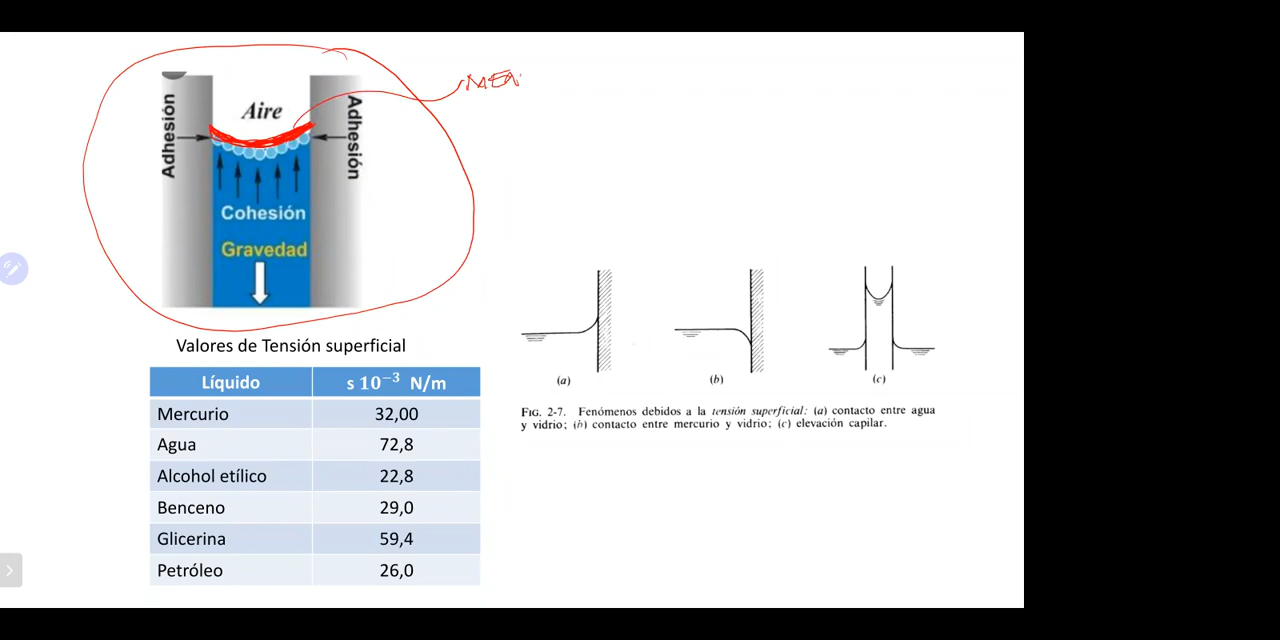 Aire
Adhesión
Adhesión
Cohesión
Gravedad
Valores de Tensión superficial
Líquido s 10⁻³ N/m
Mercurio 32,00
Agua 72,8
Alcohol etílico 22,8
Benceno 29,0
Glicerina 59,4
Petróleo 26,0
(a) (b) (c)
FIG. 2-7. Fenómenos debidos a la tensión superficial: (a) contacto entre agua
y vidrio; (b) contacto entre mercurio y vidrio; (c) elevación capilar.